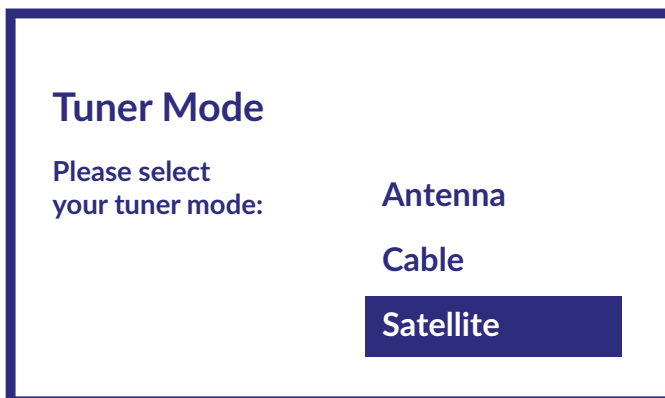 Tuner Mode
Please select
your tuner mode:
Antenna
Cable
Satellite